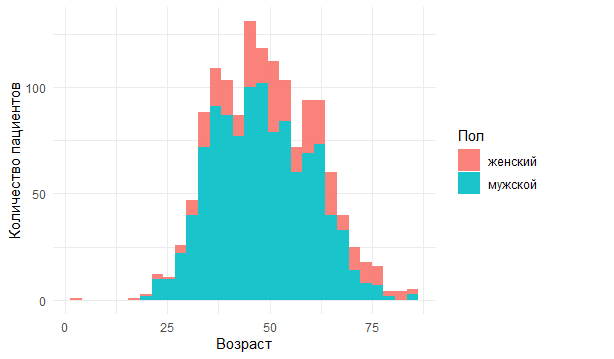 Количество пациентов
100
50
0
0
25
50
75
Возраст
Пол
женский
мужской